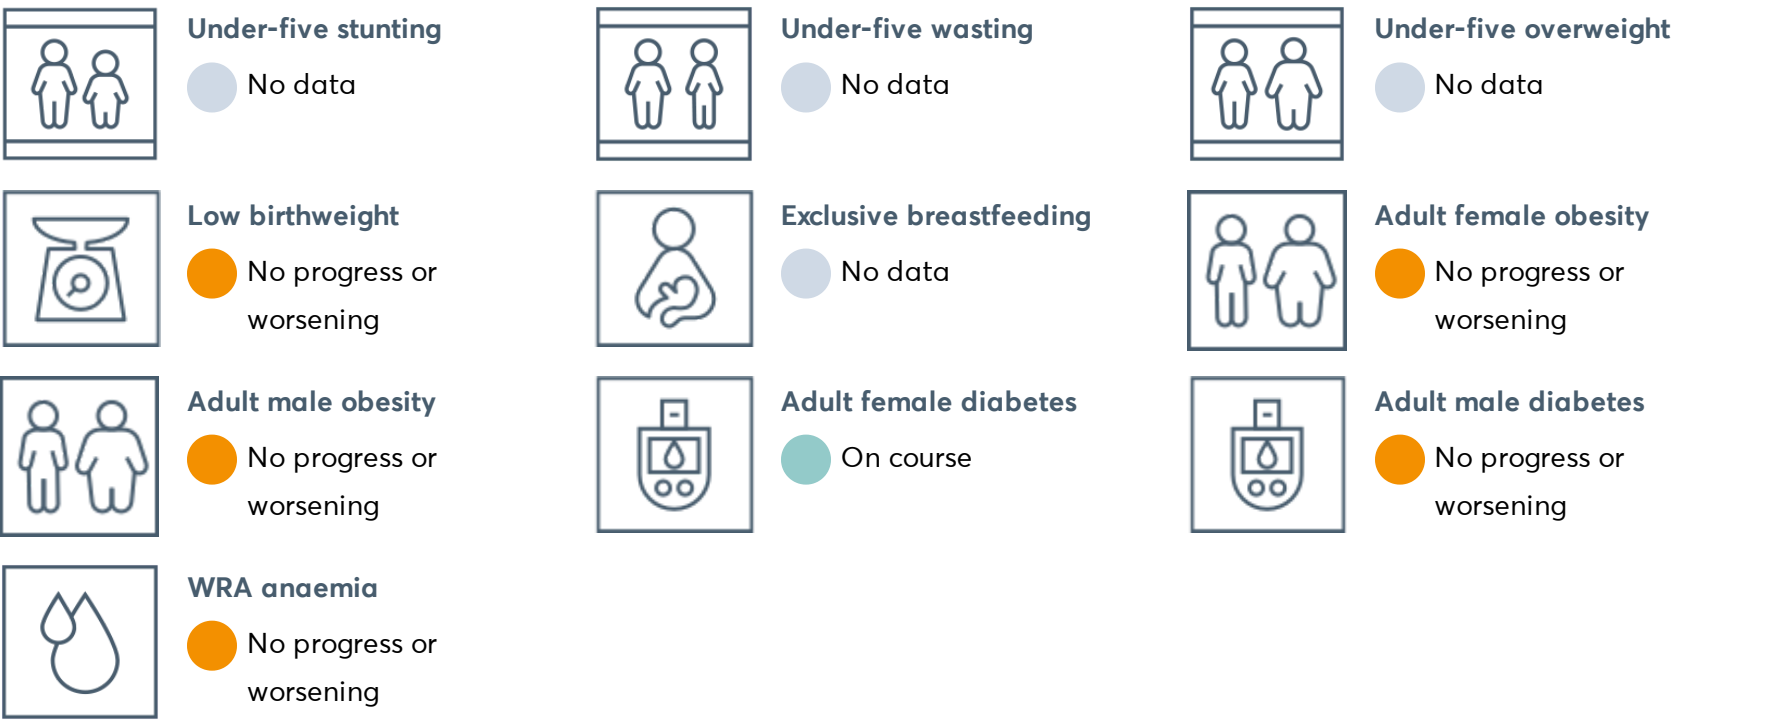 Under-five stunting
No data
Under-five wasting
No data
Under-five overweight
No data
Low birthweight
No progress or
worsening
Exclusive breastfeeding
No data
Adult female obesity
No progress or
worsening
Adult male obesity
No progress or
worsening
Adult female diabetes
On course
Adult male diabetes
No progress or
worsening
WRA anaemia
No progress or
worsening